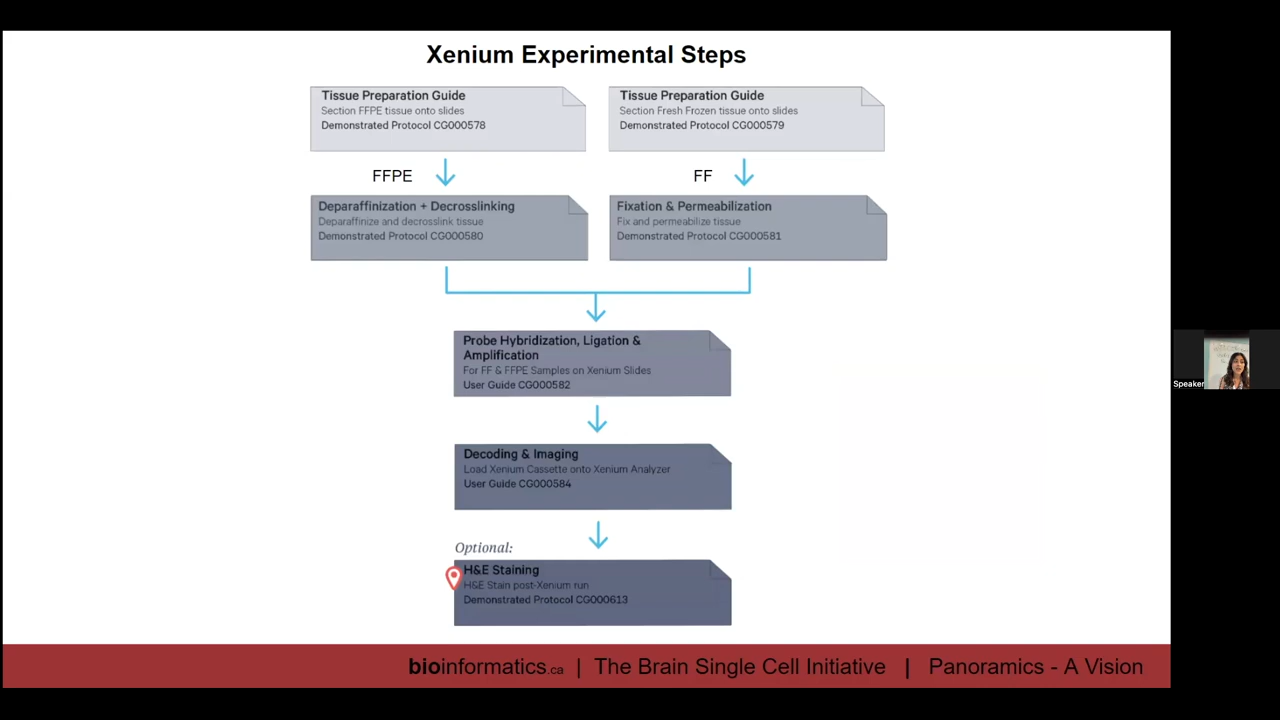 Xenium Experimental Steps
Tissue Preparation Guide
Section FFPE tissue onto slides
Demonstrated Protocol CG000578
Tissue Preparation Guide
Section Fresh Frozen tissue onto slides
Demonstrated Protocol CG000579
FFPE
FF
Deparaffinization + Decrosslinking
Deparaffinize and decrosslink tissue
Demonstrated Protocol CG000580
Fixation & Permeabilization
Fix and permeabilize tissue
Demonstrated Protocol CG000581
Probe Hybridization, Ligation &
Amplification
For FF & FFPE Samples on Xenium Slides
User Guide CG000582
Decoding & Imaging
Load Xenium Cassette onto Xenium Analyzer
User Guide CG000584
Optional:
H&E Staining
H&E Stain post-Xenium run
Demonstrated Protocol CG000613
Speaker
bioinformatics.ca | The Brain Single Cell Initiative | Panoramics - A Vision